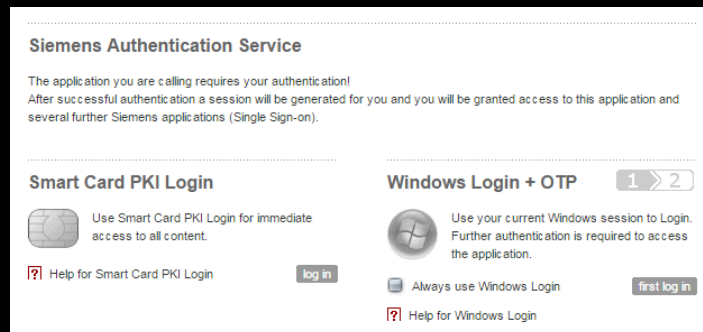 Siemens Authentication Service
The application you are calling requires your authentication!
After successful authentication a session will be generated for you and you will be granted access to this application and
several further Siemens applications (Single Sign-on).
Smart Card PKI Login
Use Smart Card PKI Login for immediate
access to all content.
? Help for Smart Card PKI Login
log in
Windows Login + OTP
1 2
Use your current Windows session to Login.
Further authentication is required to access
the application.
Always use Windows Login
first log in
? Help for Windows Login